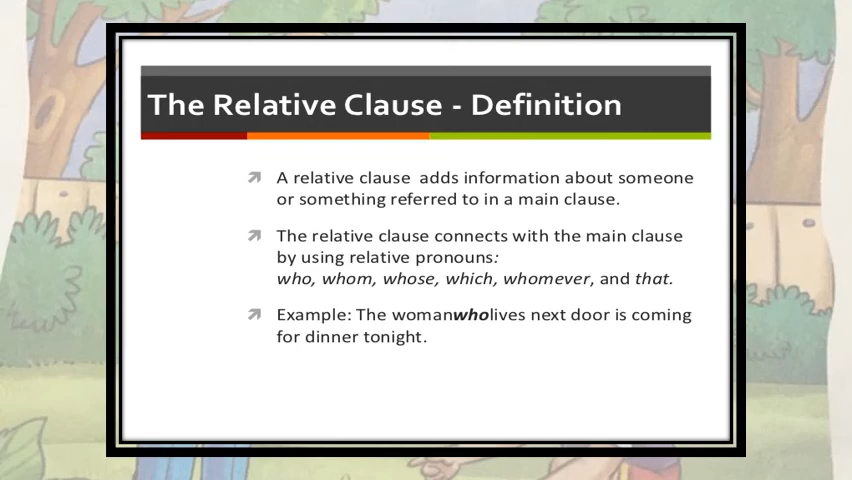 The Relative Clause - Definition
A relative clause  adds information about someone
or something referred to in a main clause.
The relative clause connects with the main clause
by using relative pronouns:
who, whom, whose, which, whomever, and that.
Example: The womanwholives next door is coming
for dinner tonight.